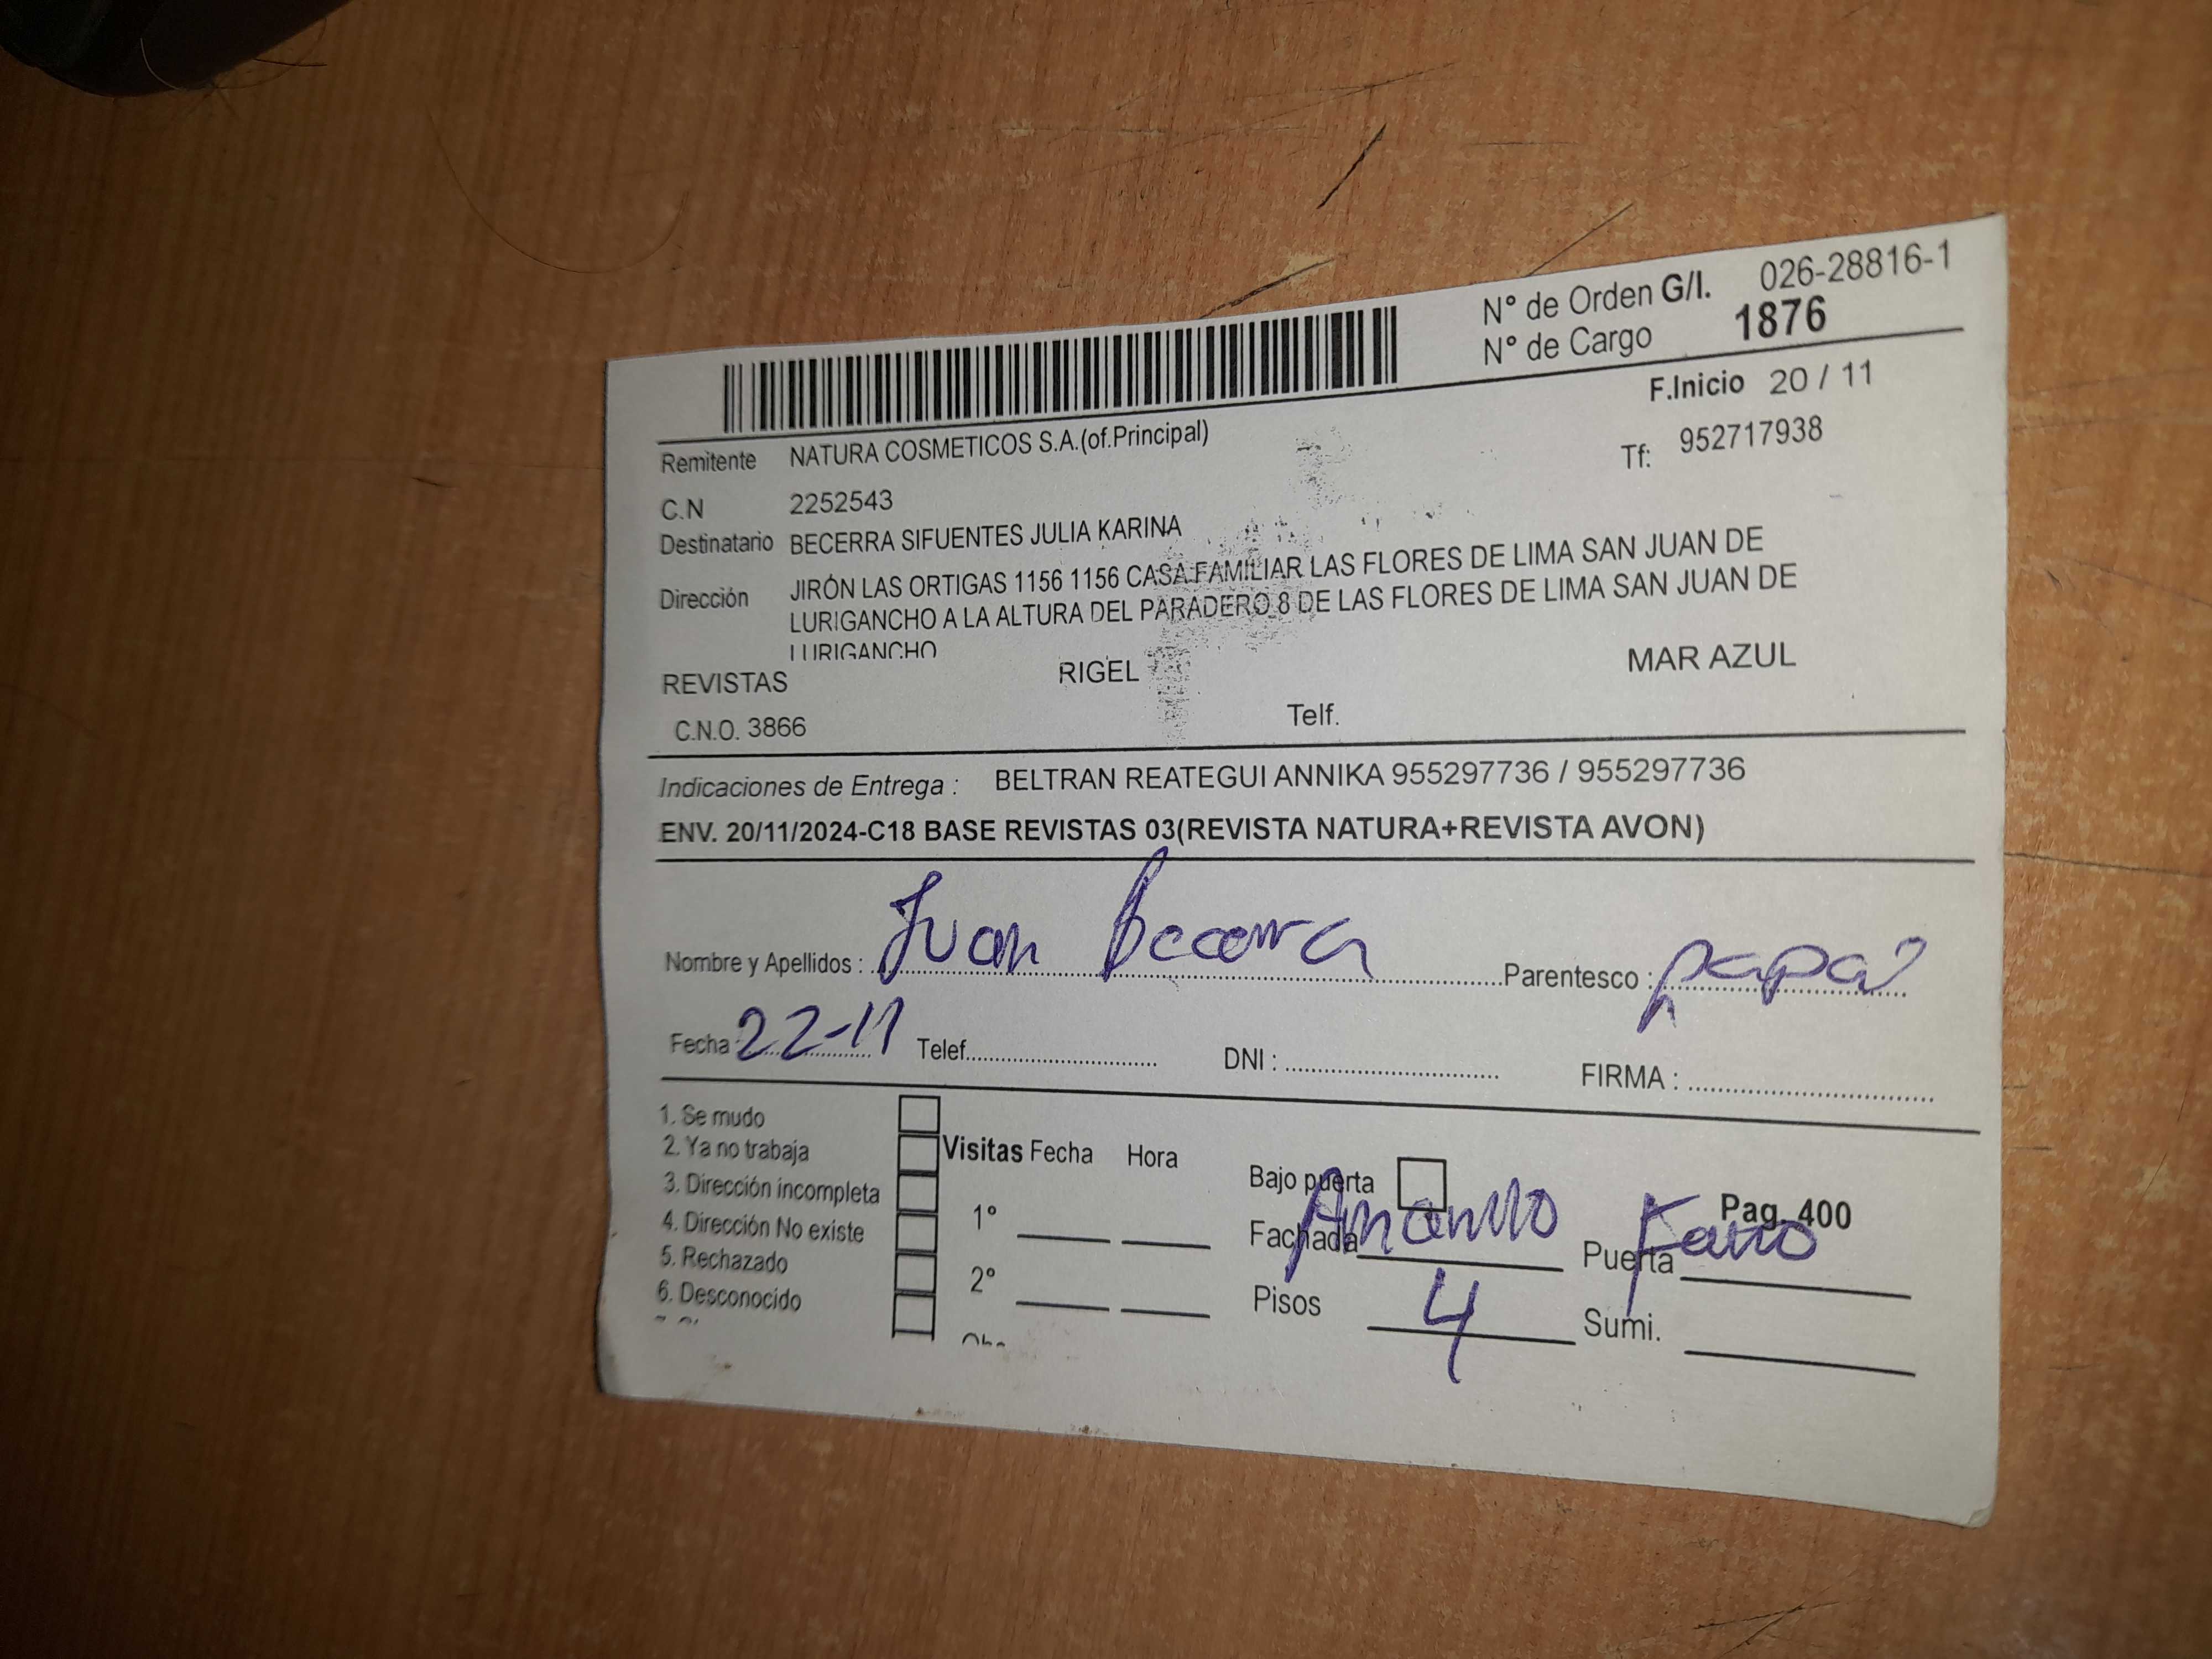 N° de Orden G/I. 026-28816-1
N° de Cargo 1876
F.Inicio 20 / 11
Remitente NATURA COSMETICOS S.A.(of.Principal)
Tf: 952717938
C.N 2252543
Destinatario BECERRA SIFUENTES JULIA KARINA
Dirección JIRÓN LAS ORTIGAS 1156 1156 CASA FAMILIAR LAS FLORES DE LIMA SAN JUAN DE
LURIGANCHO A LA ALTURA DEL PARADERO 8 DE LAS FLORES DE LIMA SAN JUAN DE
LURIGANCHO
REVISTAS RIGEL MAR AZUL
C.N.O. 3866 Telf.
Indicaciones de Entrega : BELTRAN REATEGUI ANNIKA 955297736 / 955297736
ENV. 20/11/2024-C18 BASE REVISTAS 03(REVISTA NATURA+REVISTA AVON)
Nombre y Apellidos : Juan Becerra Parentesco : papá
Fecha 22-11 Telef. DNI : FIRMA :
1. Se mudo
2. Ya no trabaja
3. Dirección incompleta
4. Dirección No existe
5. Rechazado
6. Desconocido
Visitas Fecha Hora
1°
2°
Bajo puerta
Pag. 400
Fachada Amarillo Puerta
Pisos 4 Sumi.